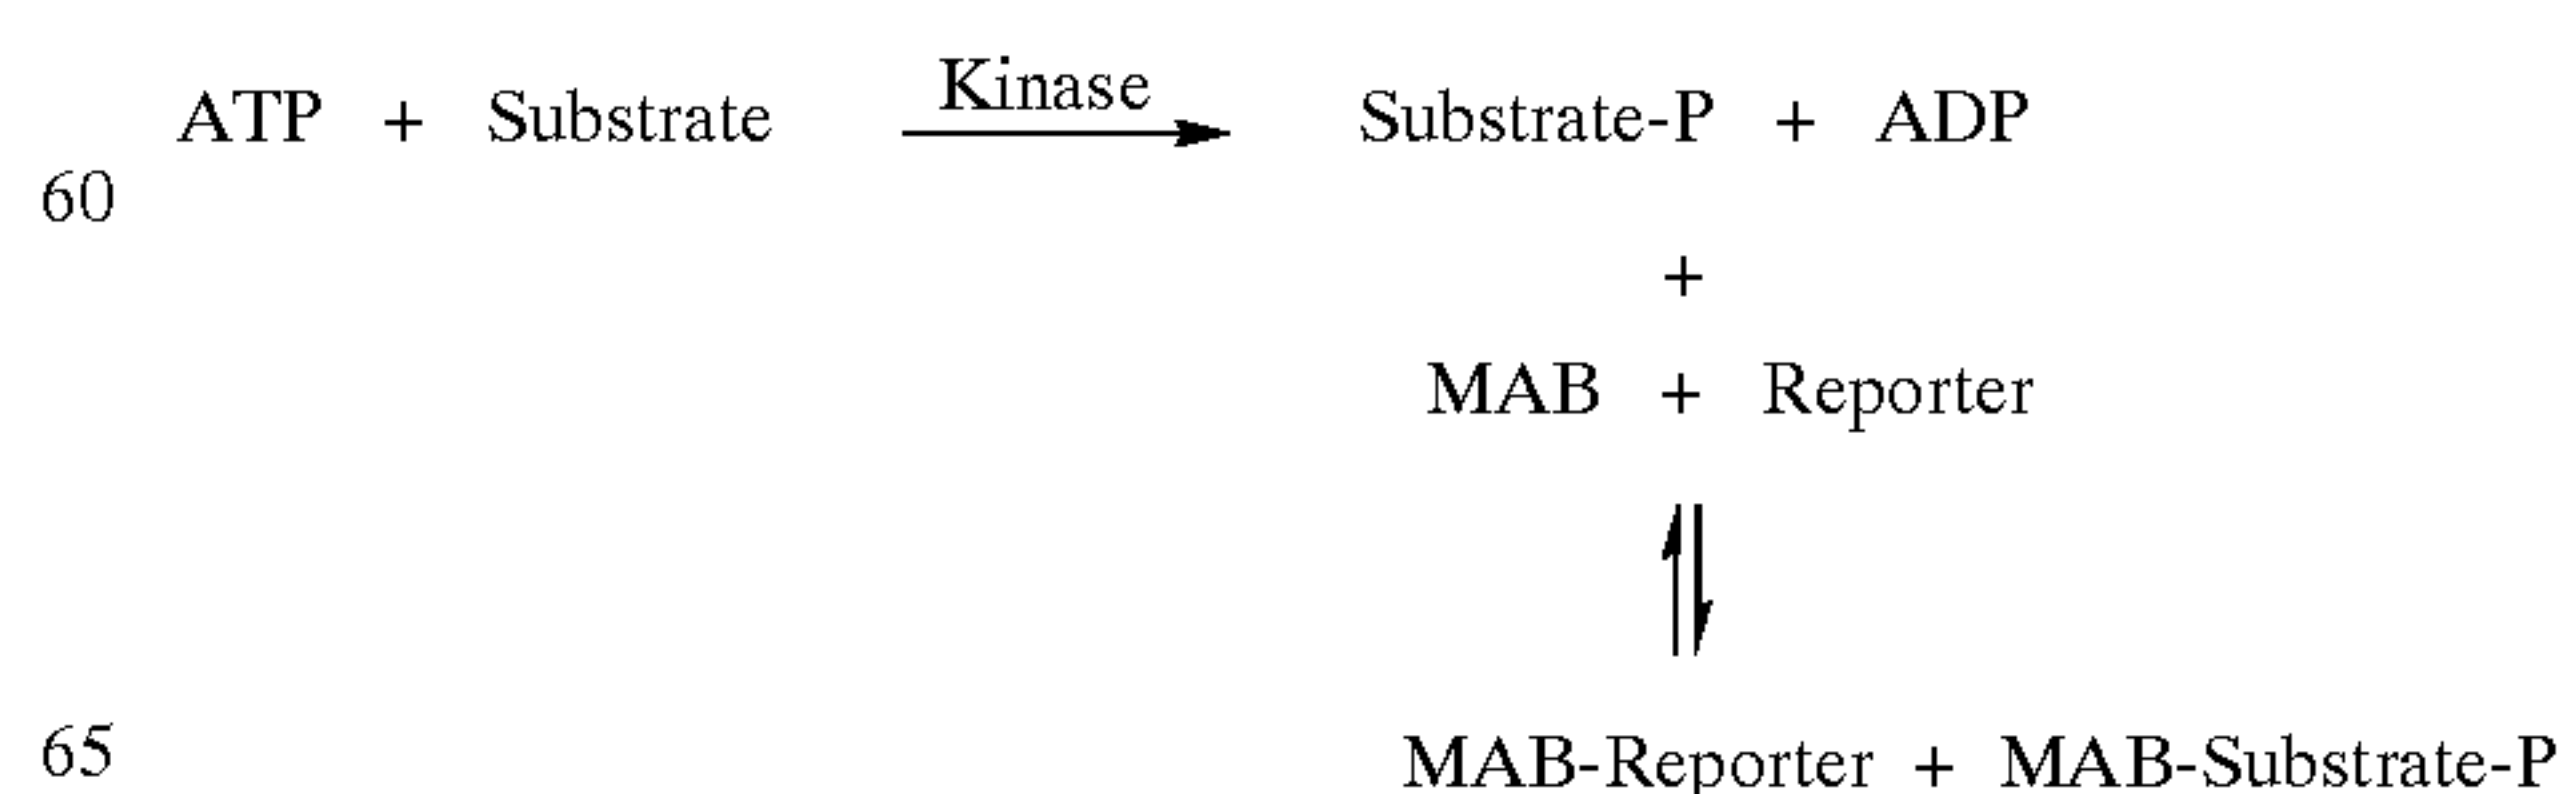 Kinase
ATP + Substrate Substrate-P + ADP
60
+
MAB + Reporter
65 MAB-Reporter + MAB-Substrate-P